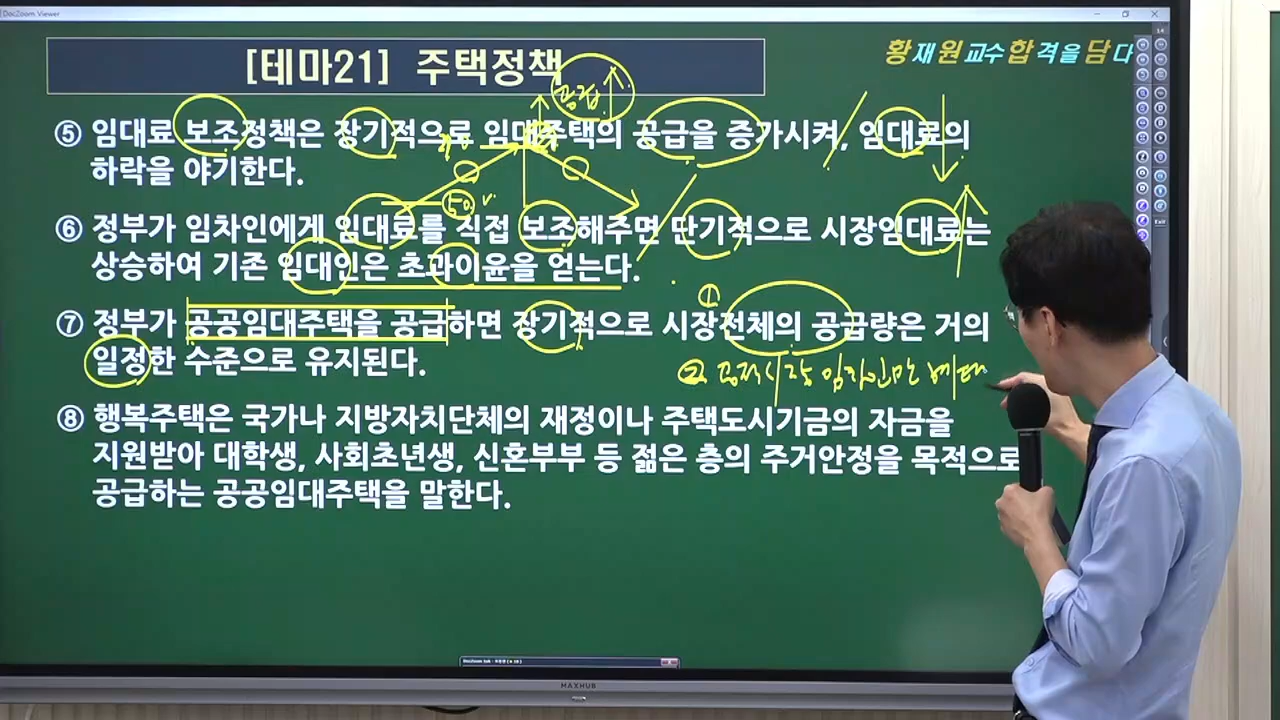 DocZoom Viewer
[테마21] 주택정책
황재원교수 합격을 담다
공급
⑤ 임대료 보조정책은 장기적으로 임대주택의 공급을 증가시켜, 임대료의
하락을 야기한다.
50
⑥ 정부가 임차인에게 임대료를 직접 보조해주면 단기적으로 시장임대료는
상승하여 기존 임대인은 초과이윤을 얻는다.
①
⑦ 정부가 공공임대주택을 공급하면 장기적으로 시장전체의 공급량은 거의
일정한 수준으로 유지된다.
② 공적시장 임차인만 혜택
⑧ 행복주택은 국가나 지방자치단체의 재정이나 주택도시기금의 자금을
지원받아 대학생, 사회초년생, 신혼부부 등 젊은 층의 주거안정을 목적으로
공급하는 공공임대주택을 말한다.
MAXHUB